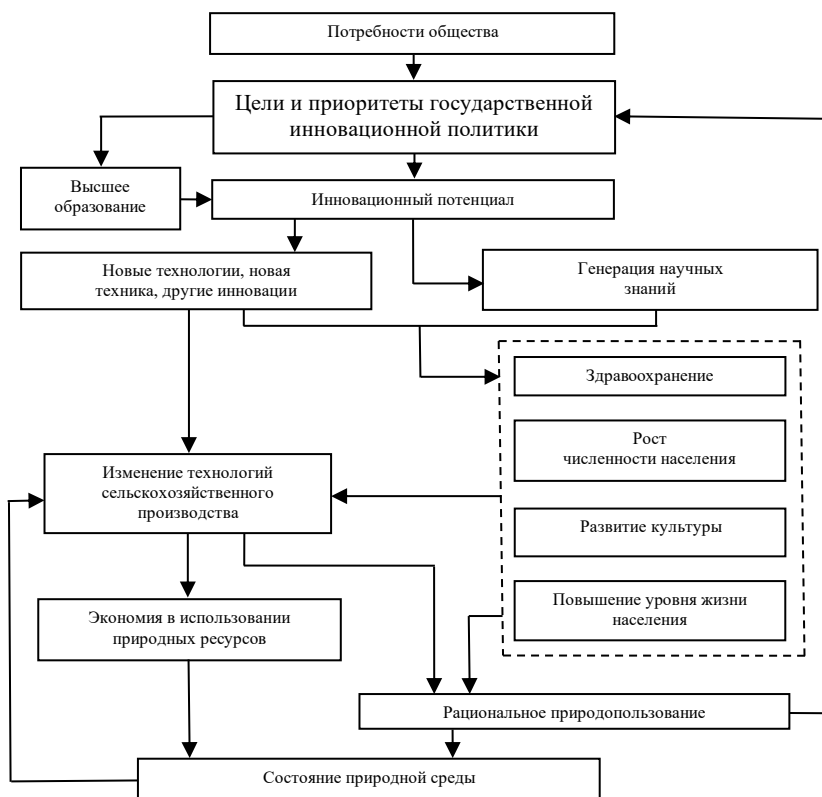 Потребности общества
Цели и приоритеты государственной
инновационной политики
Высшее
образование
Инновационный потенциал
Новые технологии, новая
техника, другие инновации
Генерация научных
знаний
Здравоохранение
Рост
численности населения
Изменение технологий
сельскохозяйственного
производства
Развитие культуры
Экономия в использовании
природных ресурсов
Повышение уровня жизни
населения
Рациональное природопользование
Состояние природной среды